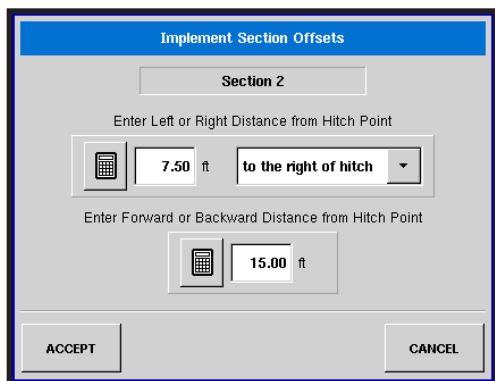 Implement Section Offsets
Section 2
Enter Left or Right Distance from Hitch Point
7.50 ft to the right of hitch
Enter Forward or Backward Distance from Hitch Point
15.00 ft
ACCEPT CANCEL